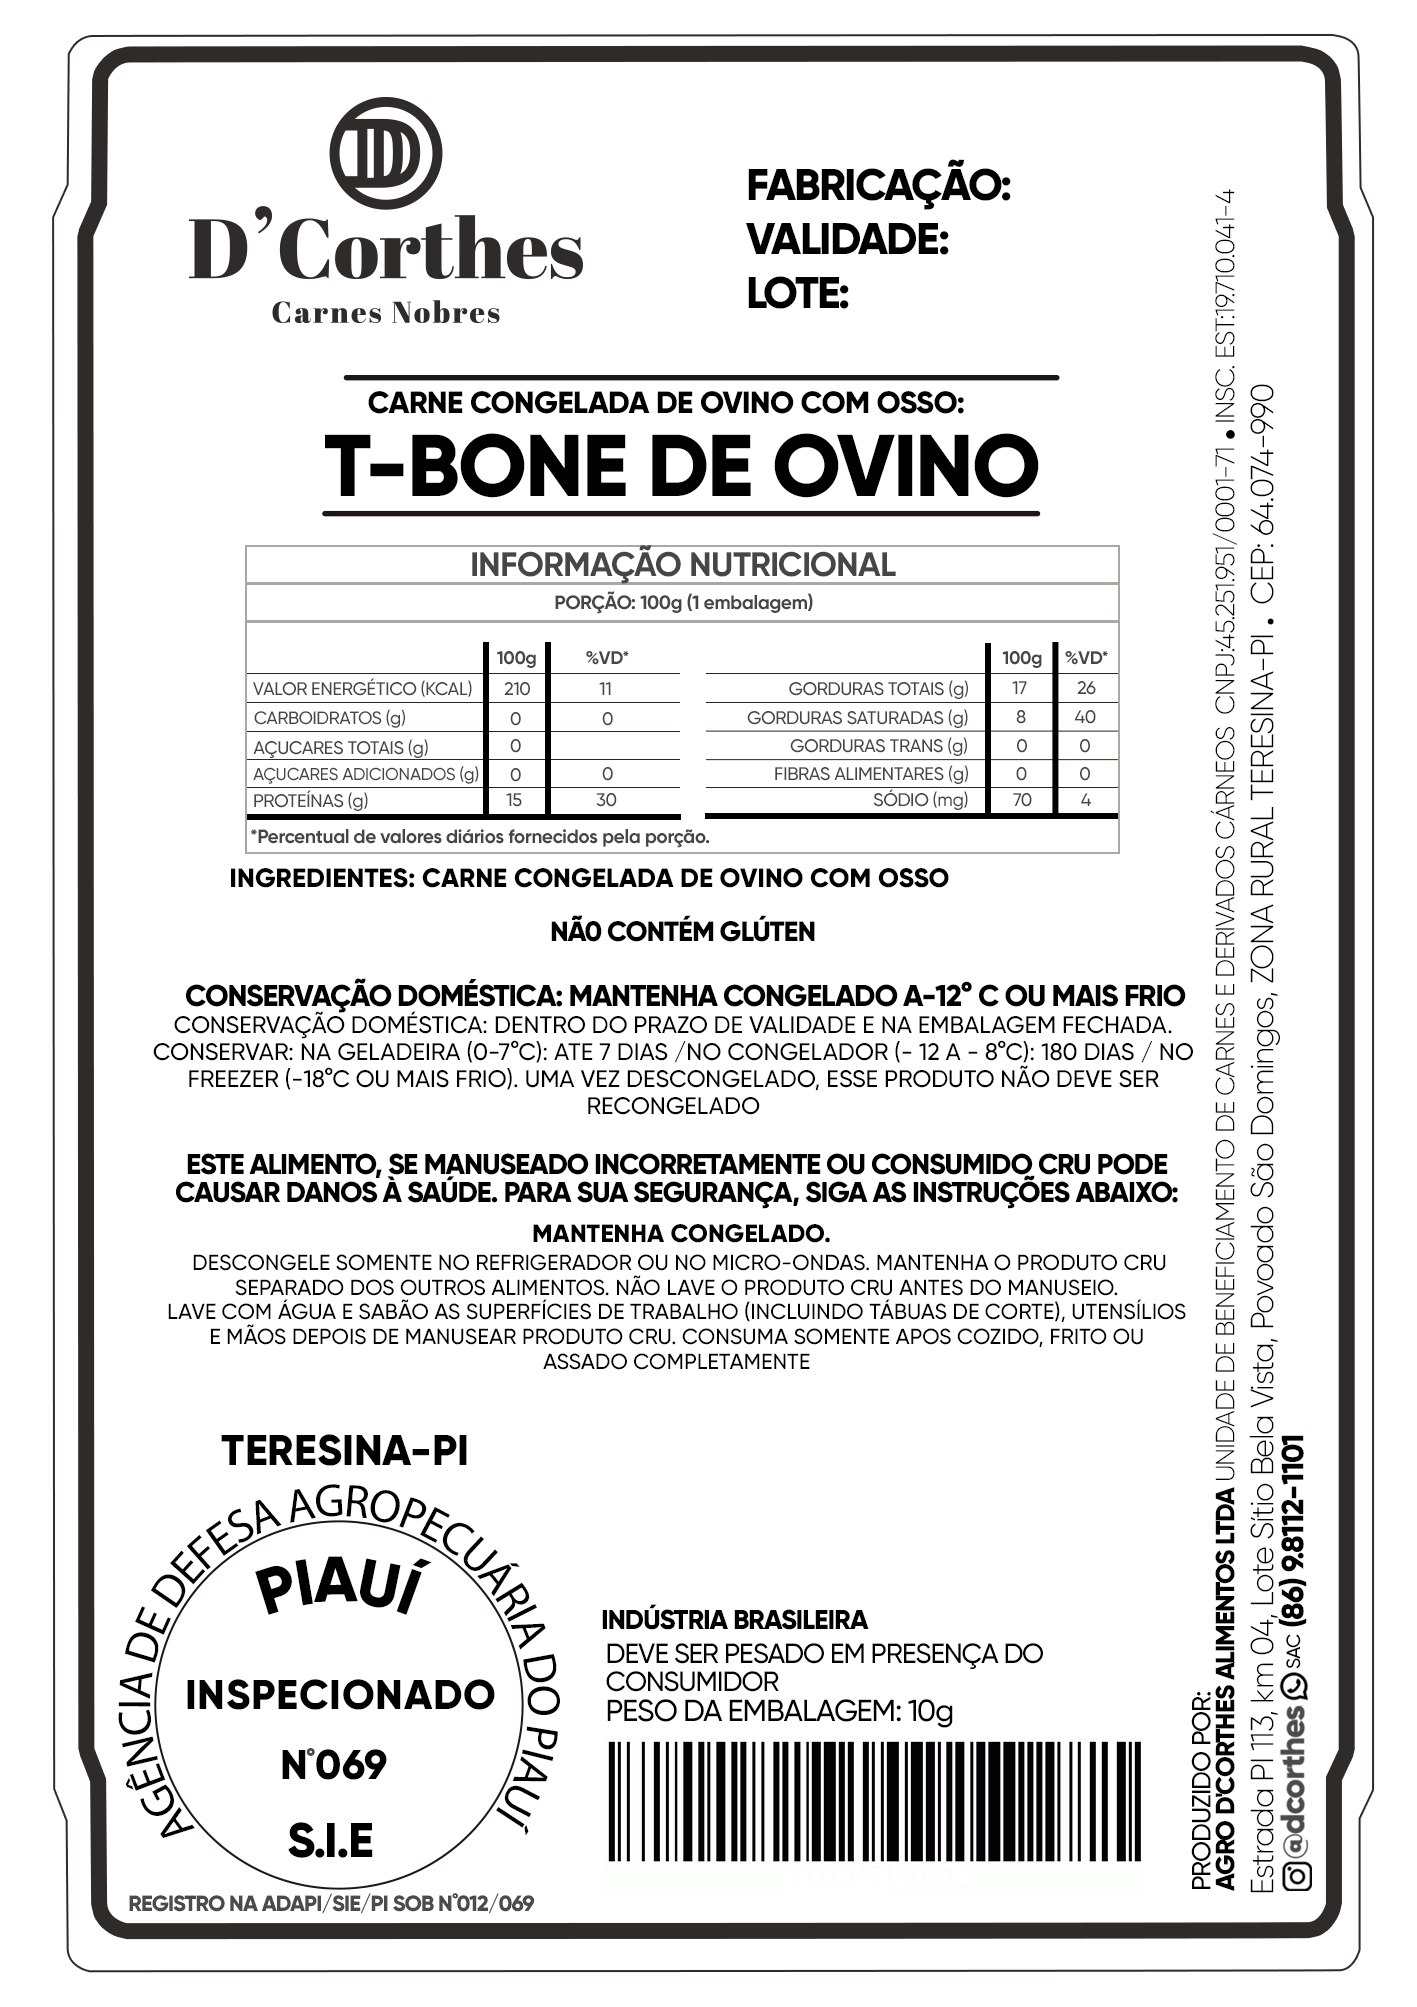 D'Corthes
Carnes Nobres
FABRICAÇÃO:
VALIDADE:
LOTE:
CARNE CONGELADA DE OVINO COM OSSO:
T-BONE DE OVINO
INFORMAÇÃO NUTRICIONAL
PORÇÃO: 100g (1 embalagem)
100g %VD* 100g %VD*
VALOR ENERGÉTICO (KCAL) 210 11 GORDURAS TOTAIS (g) 17 26
CARBOIDRATOS (g) 0 0 GORDURAS SATURADAS (g) 8 40
AÇUCARES TOTAIS (g) 0 GORDURAS TRANS (g) 0 0
AÇUCARES ADICIONADOS (g) 0 0 FIBRAS ALIMENTARES (g) 0 0
PROTEÍNAS (g) 15 30 SÓDIO (mg) 70 4
*Percentual de valores diários fornecidos pela porção.
INGREDIENTES: CARNE CONGELADA DE OVINO COM OSSO
NÃ0 CONTÉM GLÚTEN
CONSERVAÇÃO DOMÉSTICA: MANTENHA CONGELADO A-12° C OU MAIS FRIO
CONSERVAÇÃO DOMÉSTICA: DENTRO DO PRAZO DE VALIDADE E NA EMBALAGEM FECHADA.
CONSERVAR: NA GELADEIRA (0-7°C): ATE 7 DIAS /NO CONGELADOR (- 12 A - 8°C): 180 DIAS / NO
FREEZER (-18°C OU MAIS FRIO). UMA VEZ DESCONGELADO, ESSE PRODUTO NÃO DEVE SER
RECONGELADO
ESTE ALIMENTO, SE MANUSEADO INCORRETAMENTE OU CONSUMIDO CRU PODE
CAUSAR DANOS À SAÚDE. PARA SUA SEGURANÇA, SIGA AS INSTRUÇÕES ABAIXO:
MANTENHA CONGELADO.
DESCONGELE SOMENTE NO REFRIGERADOR OU NO MICRO-ONDAS. MANTENHA O PRODUTO CRU
SEPARADO DOS OUTROS ALIMENTOS. NÃO LAVE O PRODUTO CRU ANTES DO MANUSEIO.
LAVE COM ÁGUA E SABÃO AS SUPERFÍCIES DE TRABALHO (INCLUINDO TÁBUAS DE CORTE), UTENSÍLIOS
E MÃOS DEPOIS DE MANUSEAR PRODUTO CRU. CONSUMA SOMENTE APOS COZIDO, FRITO OU
ASSADO COMPLETAMENTE
TERESINA-PI
AGÊNCIA DE DEFESA AGROPECUÁRIA DO PIAUÍ
PIAUÍ
INSPECIONADO
N°069
S.I.E
REGISTRO NA ADAPI/SIE/PI SOB N°012/069
INDÚSTRIA BRASILEIRA
DEVE SER PESADO EM PRESENÇA DO
CONSUMIDOR
PESO DA EMBALAGEM: 10g
PRODUZIDO POR:
AGRO D'CORTHES ALIMENTOS LTDA UNIDADE DE BENEFICIAMENTO DE CARNES E DERIVADOS CÁRNEOS CNPJ:45.251.951/0001-71 • INSC. EST:19.710.041-4
Estrada PI 113, km 04, Lote Sítio Bela Vista, Povoado São Domingos, ZONA RURAL TERESINA-PI • CEP: 64.074-990
@dcorthes SAC (86) 9.8112-1101